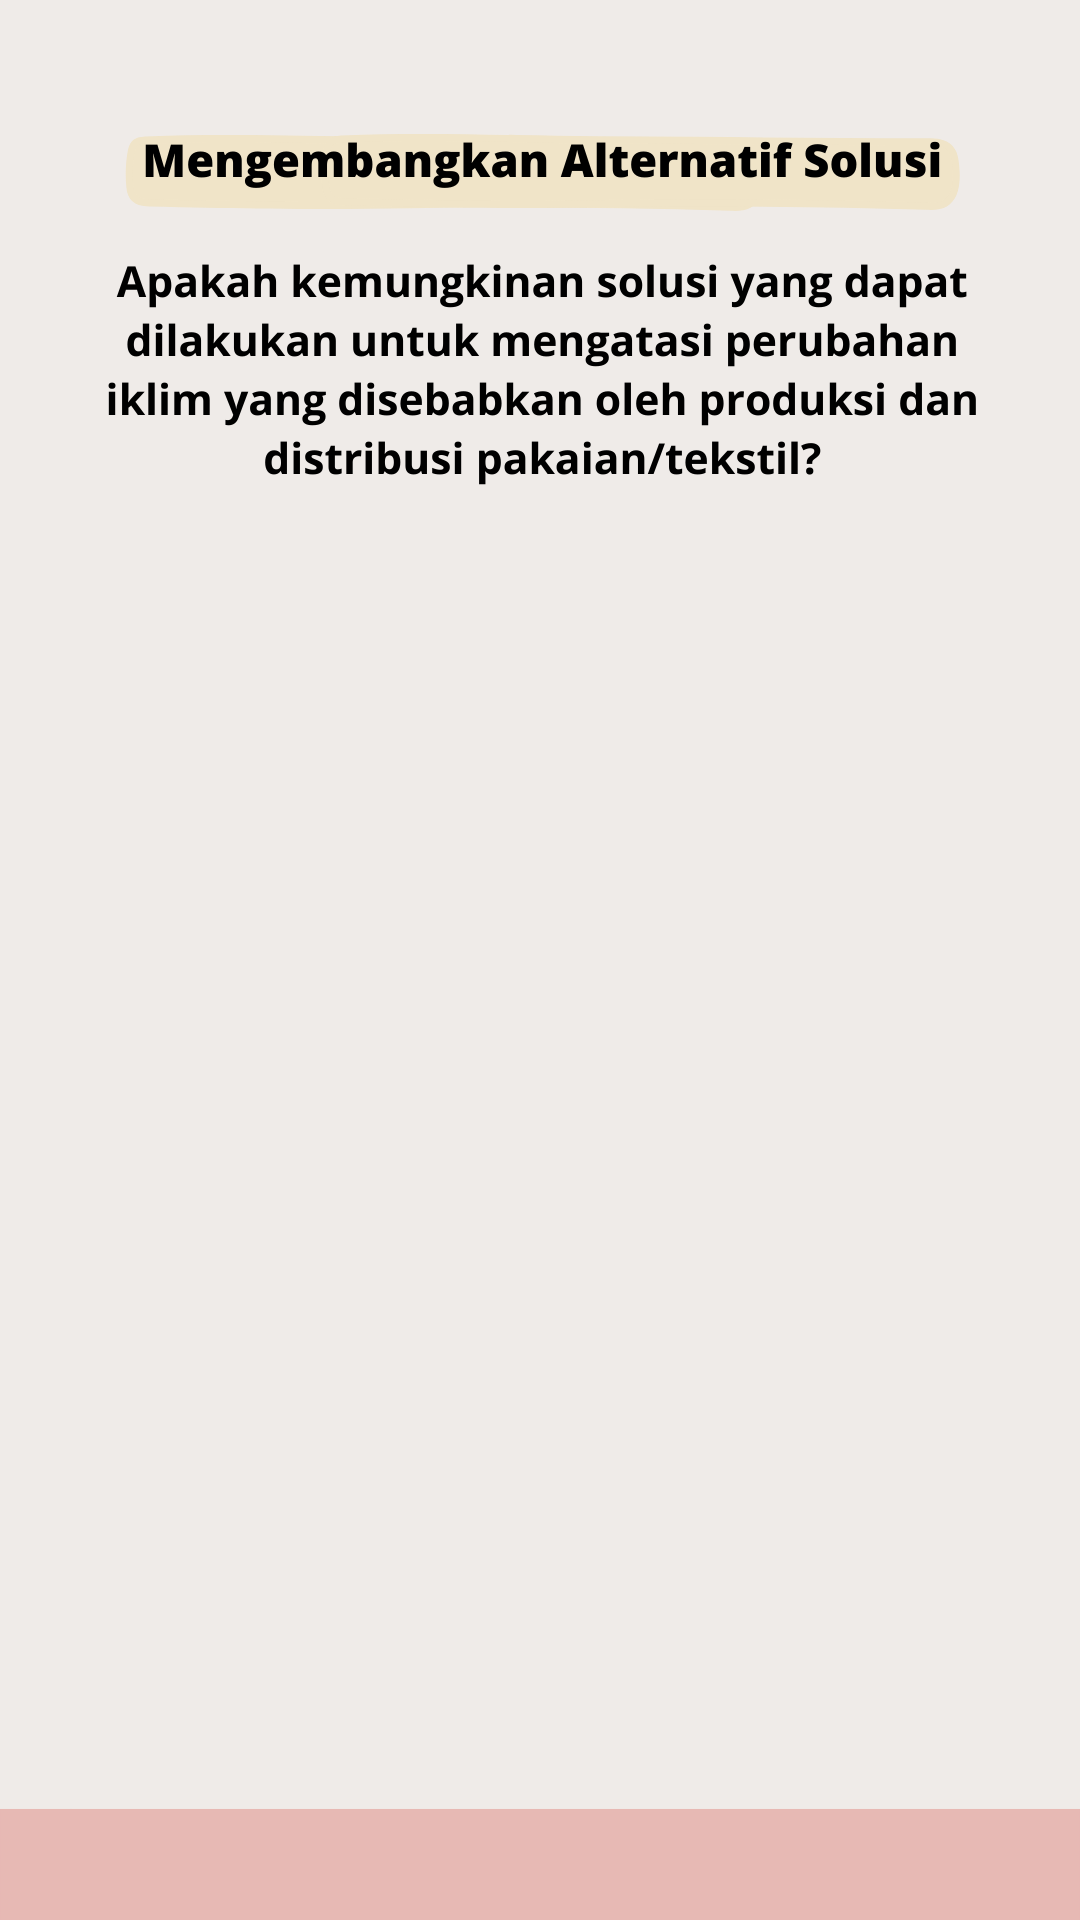 Mengembangkan Alternatif Solusi
Apakah kemungkinan solusi yang dapat
dilakukan untuk mengatasi perubahan
iklim yang disebabkan oleh produksi dan
distribusi pakaian/tekstil?